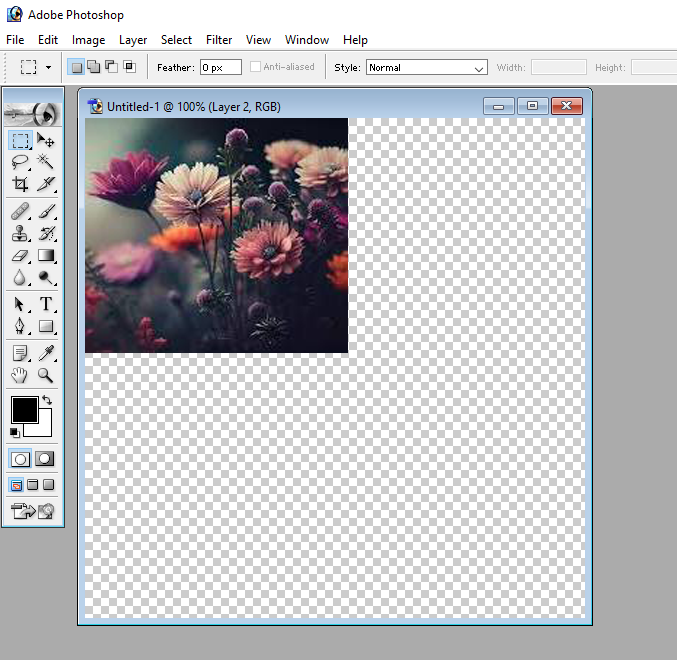 Adobe Photoshop
File Edit Image Layer Select Filter View Window Help
Feather: 0 px Anti-aliased Style: Normal Width: Height:
Untitled-1 @ 100% (Layer 2, RGB)
T